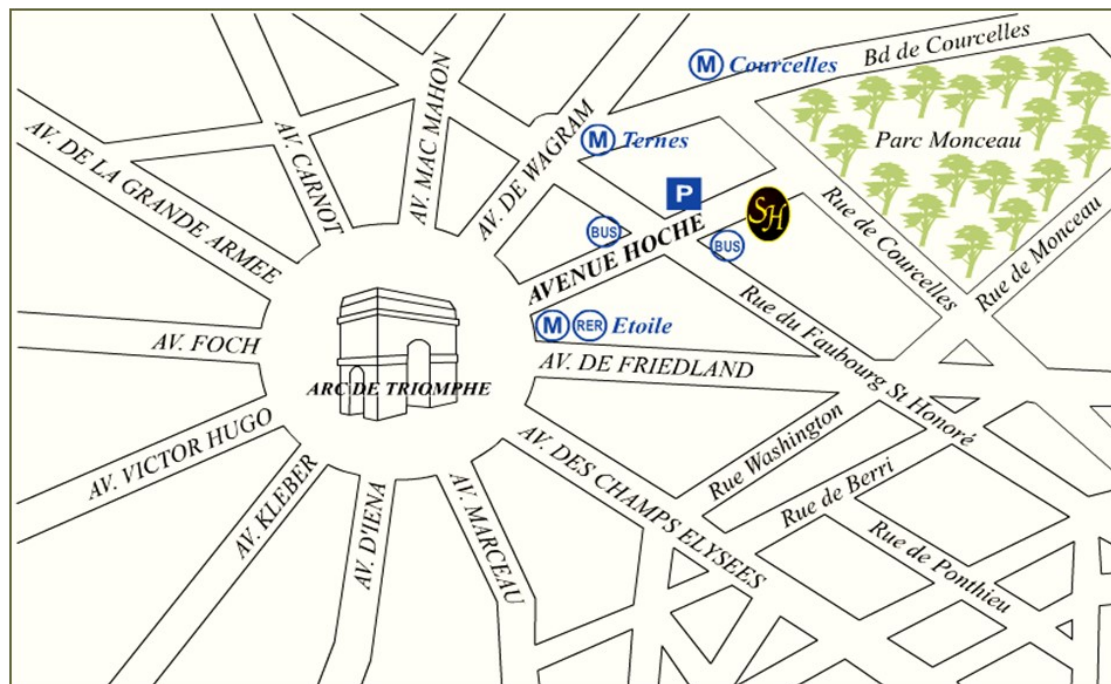 Bd de Courcelles
M Courcelles
Parc Monceau
M Ternes
P
SH
BUS
BUS
AV. DE LA GRANDE ARMEE
AV. CARNOT
AV. MAC MAHON
AV. DE WAGRAM
AVENUE HOCHE
Rue de Courcelles
Rue de Monceau
M RER Etoile
Rue du Faubourg St Honoré
AV. FOCH
ARC DE TRIOMPHE
AV. DE FRIEDLAND
AV. VICTOR HUGO
AV. KLEBER
AV. D'IENA
AV. MARCEAU
AV. DES CHAMPS ELYSEES
Rue Washington
Rue de Berri
Rue de Ponthieu